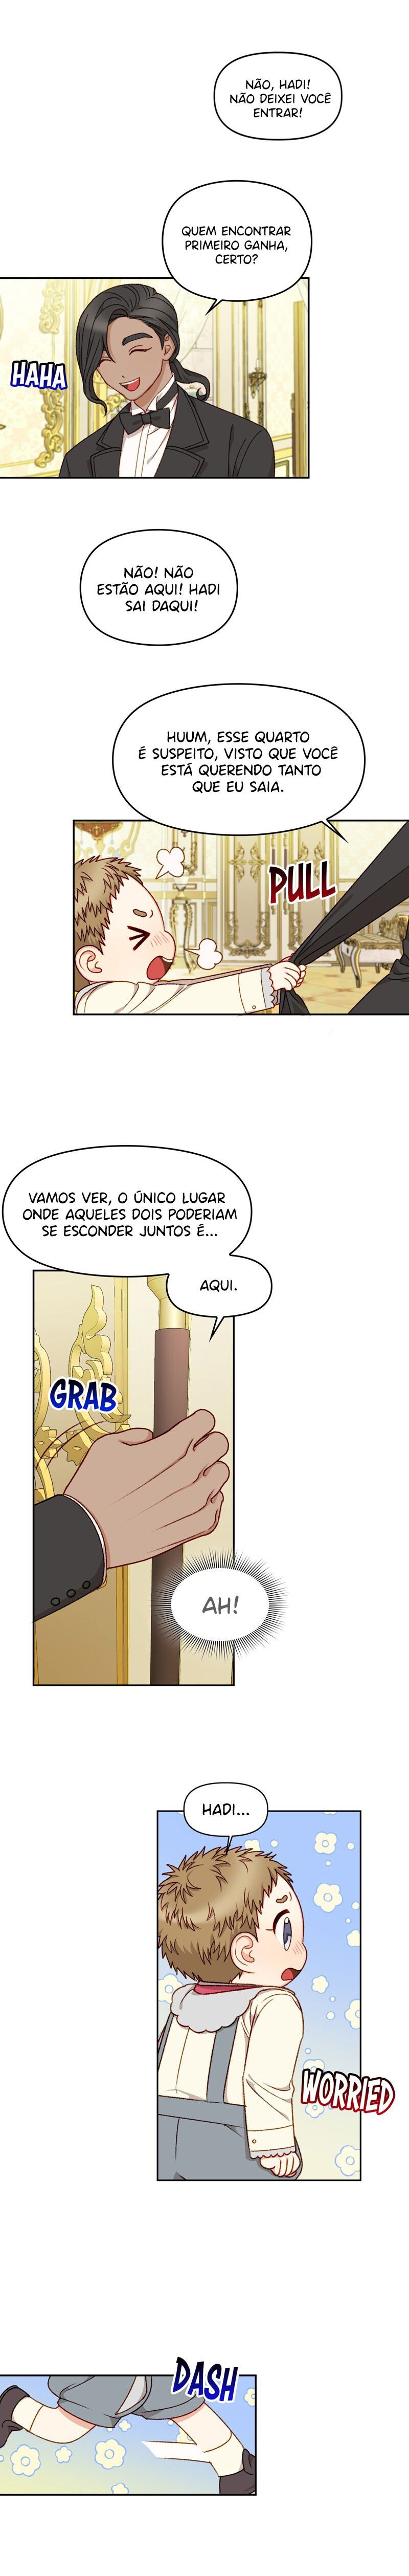 NÃO, HADI!
NÃO DEIXEI VOCÊ
ENTRAR!
QUEM ENCONTRAR
PRIMEIRO GANHA,
CERTO?
HAHA
NÃO! NÃO
ESTÃO AQUI! HADI
SAI DAQUI!
HUUM, ESSE QUARTO
É SUSPEITO, VISTO QUE VOCÊ
ESTÁ QUERENDO TANTO
QUE EU SAIA.
PULL
VAMOS VER, O ÚNICO LUGAR
ONDE AQUELES DOIS PODERIAM
SE ESCONDER JUNTOS É...
AQUI.
GRAB
AH!
HADI...
WORRIED
DASH